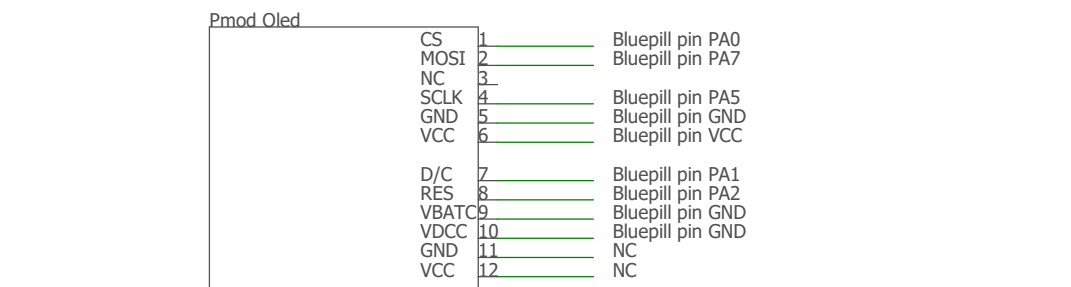 Pmod Oled
CS 1 Bluepill pin PA0
MOSI 2 Bluepill pin PA7
NC 3
SCLK 4 Bluepill pin PA5
GND 5 Bluepill pin GND
VCC 6 Bluepill pin VCC
D/C 7 Bluepill pin PA1
RES 8 Bluepill pin PA2
VBATC 9 Bluepill pin GND
VDCC 10 Bluepill pin GND
GND 11 NC
VCC 12 NC